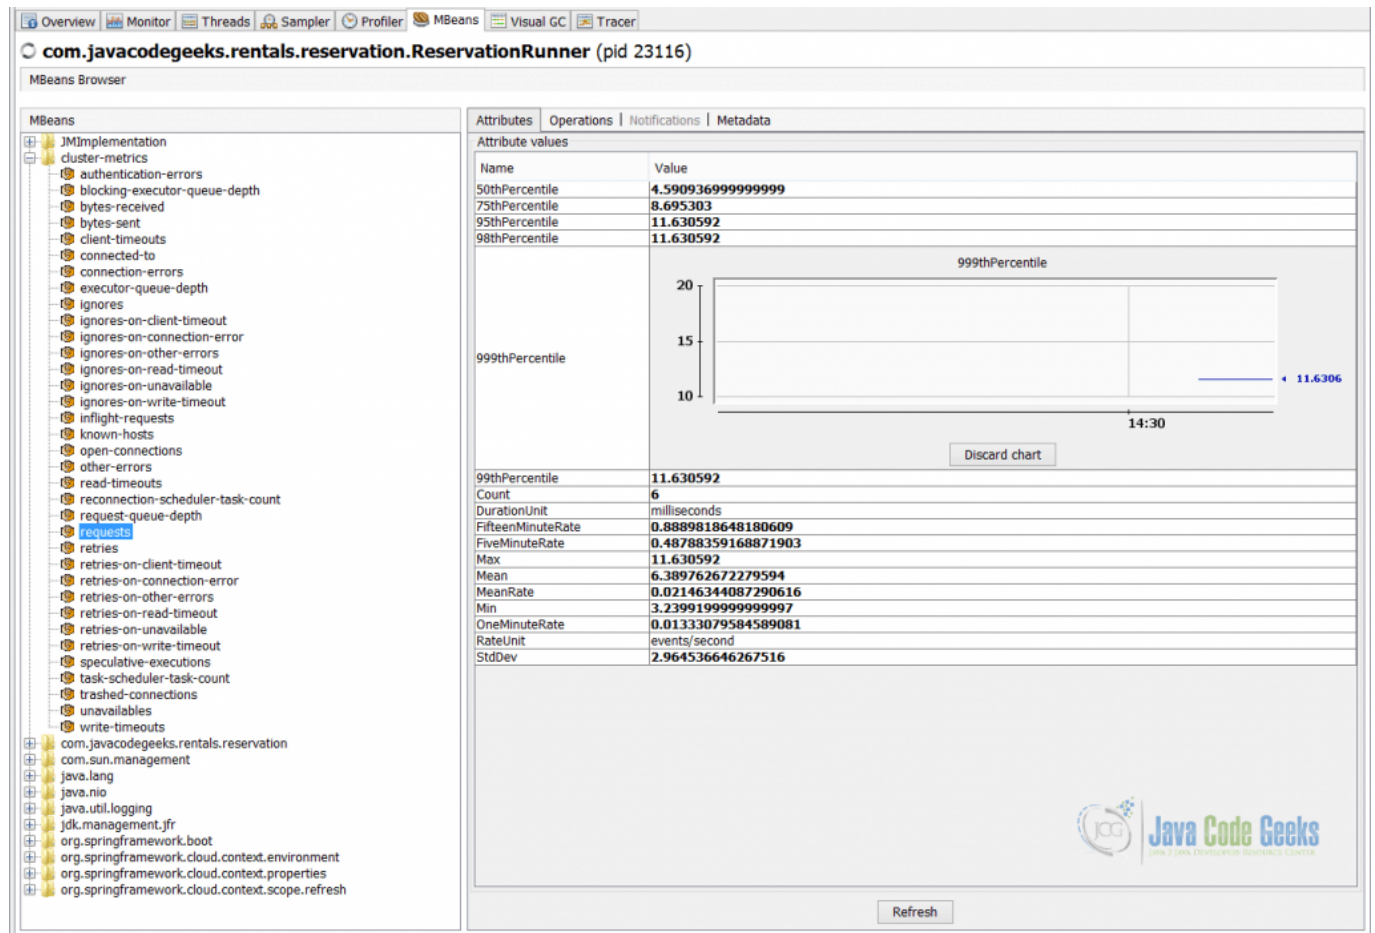 Overview Monitor Threads Sampler Profiler MBeans Visual GC Tracer
com.javacodegeeks.rentals.reservation.ReservationRunner (pid 23116)
MBeans Browser
MBeans
JMImplementation
cluster-metrics
authentication-errors
blocking-executor-queue-depth
bytes-received
bytes-sent
client-timeouts
connected-to
connection-errors
executor-queue-depth
ignores
ignores-on-client-timeout
ignores-on-connection-error
ignores-on-other-errors
ignores-on-read-timeout
ignores-on-unavailable
ignores-on-write-timeout
inflight-requests
known-hosts
open-connections
other-errors
read-timeouts
reconnection-scheduler-task-count
request-queue-depth
requests
retries
retries-on-client-timeout
retries-on-connection-error
retries-on-other-errors
retries-on-read-timeout
retries-on-unavailable
retries-on-write-timeout
speculative-executions
task-scheduler-task-count
trashed-connections
unavailables
write-timeouts
com.javacodegeeks.rentals.reservation
com.sun.management
java.lang
java.nio
java.util.logging
jdk.management.jfr
org.springframework.boot
org.springframework.cloud.context.environment
org.springframework.cloud.context.properties
org.springframework.cloud.context.scope.refresh
Attributes Operations Notifications Metadata
Attribute values
Name Value
50thPercentile 4.590936999999999
75thPercentile 8.695303
95thPercentile 11.630592
98thPercentile 11.630592
999thPercentile
999thPercentile
20
15
10
11.6306
14:30
Discard chart
99thPercentile 11.630592
Count 6
DurationUnit milliseconds
FifteenMinuteRate 0.8889818648180609
FiveMinuteRate 0.48788359168871903
Max 11.630592
Mean 6.389762672279594
MeanRate 0.02146344087290616
Min 3.2399199999999997
OneMinuteRate 0.01333079584589081
RateUnit events/second
StdDev 2.964536646267516
JCG
Java Code Geeks
Java 2 Java Developers Resource Center
Refresh